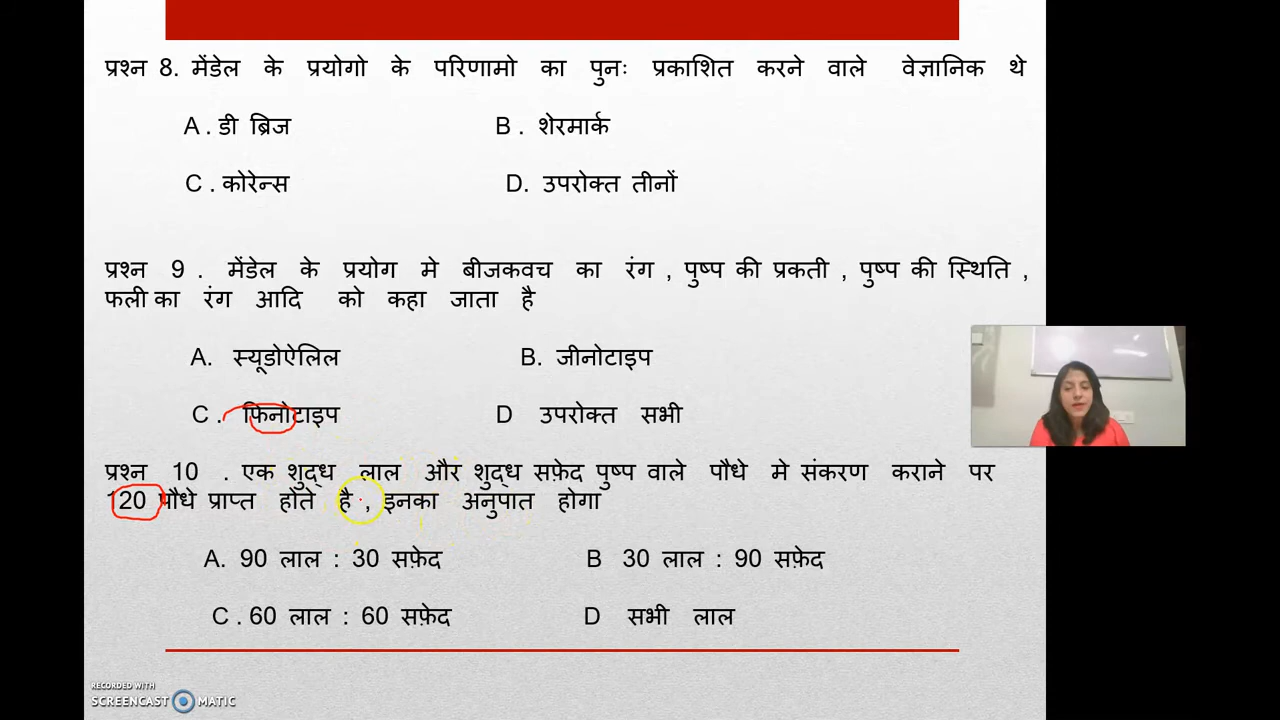 प्रश्न 8. मेंडेल के प्रयोगो के परिणामो का पुनः प्रकाशित करने वाले वेज्ञानिक थे
A . डी ब्रिज B . शेरमार्क
C . कोरेन्स D. उपरोक्त तीनों
प्रश्न 9 . मेंडेल के प्रयोग मे बीजकवच का रंग , पुष्प की प्रकती , पुष्प की स्थिति ,
फली का रंग आदि को कहा जाता है
A. स्यूडोऐलिल B. जीनोटाइप
C . फिनोटाइप D उपरोक्त सभी
प्रश्न 10 . एक शुद्ध लाल और शुद्ध सफ़ेद पुष्प वाले पौधे मे संकरण कराने पर
120 पौधे प्राप्त होते है , इनका अनुपात होगा
A. 90 लाल : 30 सफ़ेद B 30 लाल : 90 सफ़ेद
C . 60 लाल : 60 सफ़ेद D सभी लाल
RECORDED WITH
SCREENCAST MATIC